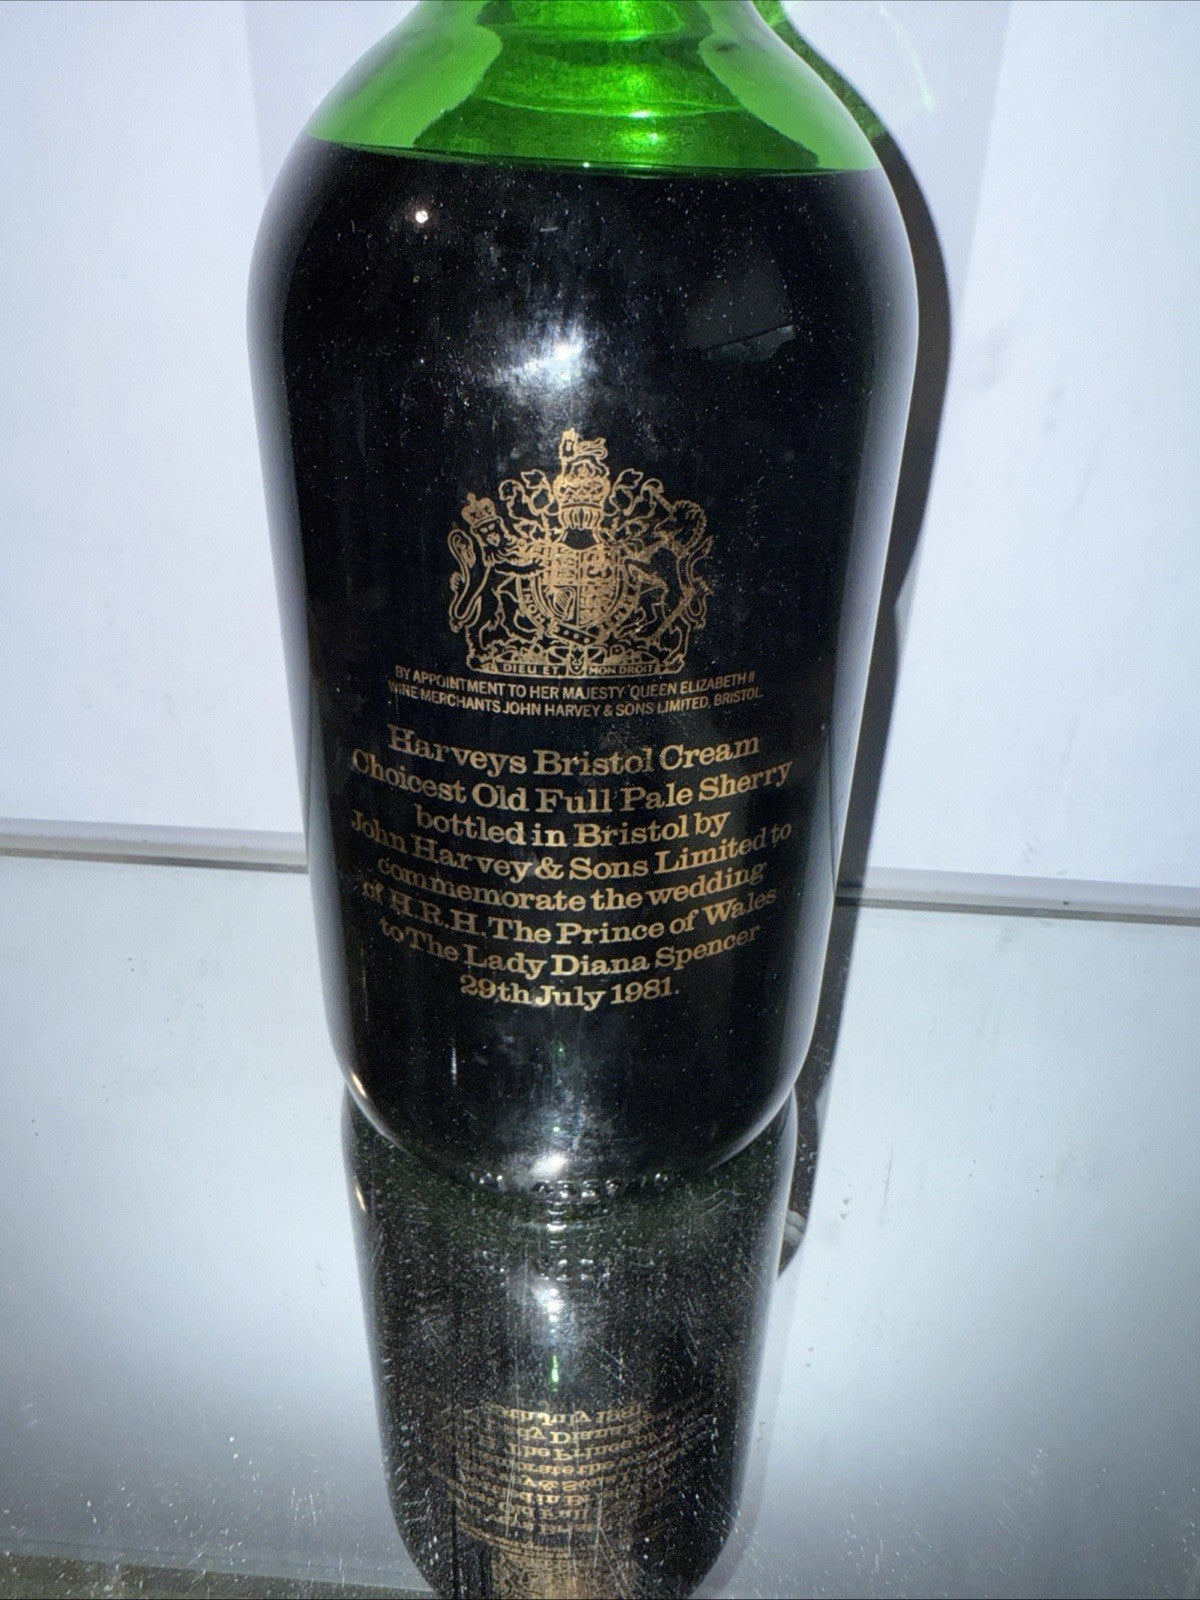 DIEU ET MON DROIT
BY APPOINTMENT TO HER MAJESTY QUEEN ELIZABETH II
WINE MERCHANTS JOHN HARVEY & SONS LIMITED, BRISTOL
Harveys Bristol Cream
Choicest Old Full Pale Sherry
bottled in Bristol by
John Harvey & Sons Limited to
commemorate the wedding
of H.R.H. The Prince of Wales
to The Lady Diana Spencer
29th July 1981.